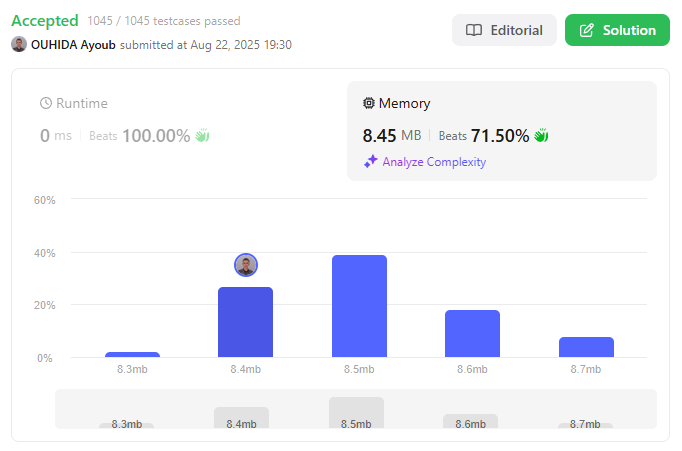 Accepted 1045 / 1045 testcases passed
OUHIDA Ayoub submitted at Aug 22, 2025 19:30
Editorial
Solution
Runtime
0 ms | Beats 100.00%
Memory
8.45 MB | Beats 71.50%
Analyze Complexity
60%
40%
20%
0%
8.3mb 8.4mb 8.5mb 8.6mb 8.7mb
8.3mb 8.4mb 8.5mb 8.6mb 8.7mb